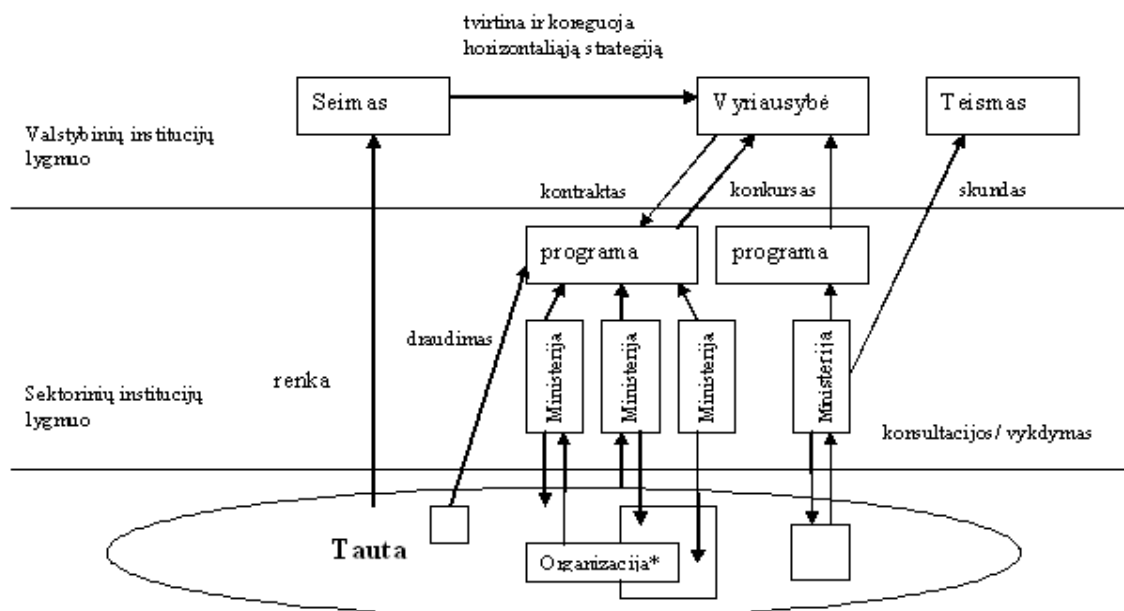 tvirtina ir koreguoja
horizontaliąją strategiją
Seimas
Vyriausybė
Teismas
Valstybinių institucijų
lygmuo
kontraktas
konkursas
skundas
programa
programa
draudimas
Ministerija
Ministerija
Ministerija
Ministerija
renka
Sektorinių institucijų
lygmuo
konsultacijos/ vykdymas
Tauta
Organizacija*